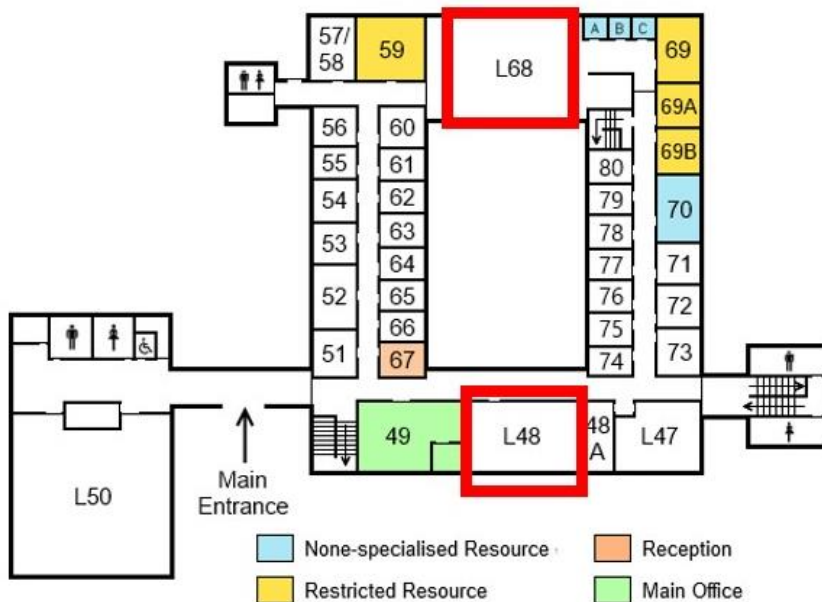 57/
58
59
L68
A
B
C
69
69A
69B
56
55
54
53
52
51
60
61
62
63
64
65
66
67
80
79
78
77
76
75
74
70
71
72
73
49
L48
48
A
L47
L50
Main
Entrance
None-specialised Resource
Reception
Restricted Resource
Main Office